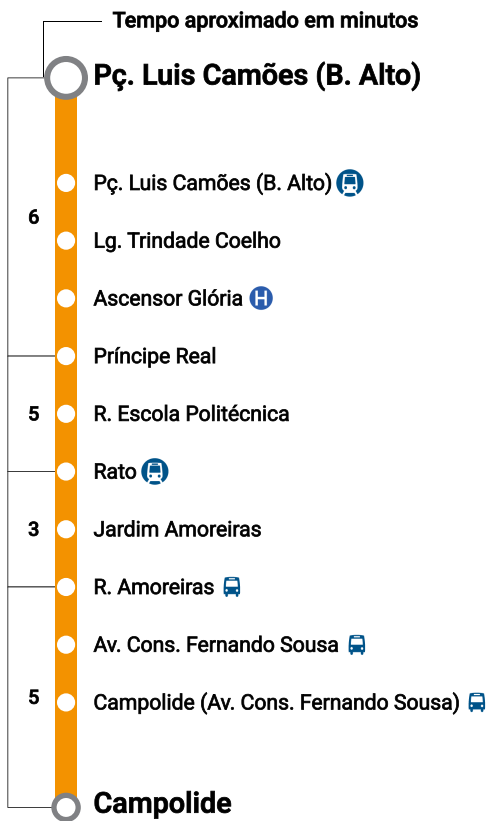 Tempo aproximado em minutos
Pç. Luis Camões (B. Alto)
Pç. Luis Camões (B. Alto)
6
Lg. Trindade Coelho
Ascensor Glória H
Príncipe Real
5 R. Escola Politécnica
Rato
3 Jardim Amoreiras
R. Amoreiras
Av. Cons. Fernando Sousa
5 Campolide (Av. Cons. Fernando Sousa)
Campolide